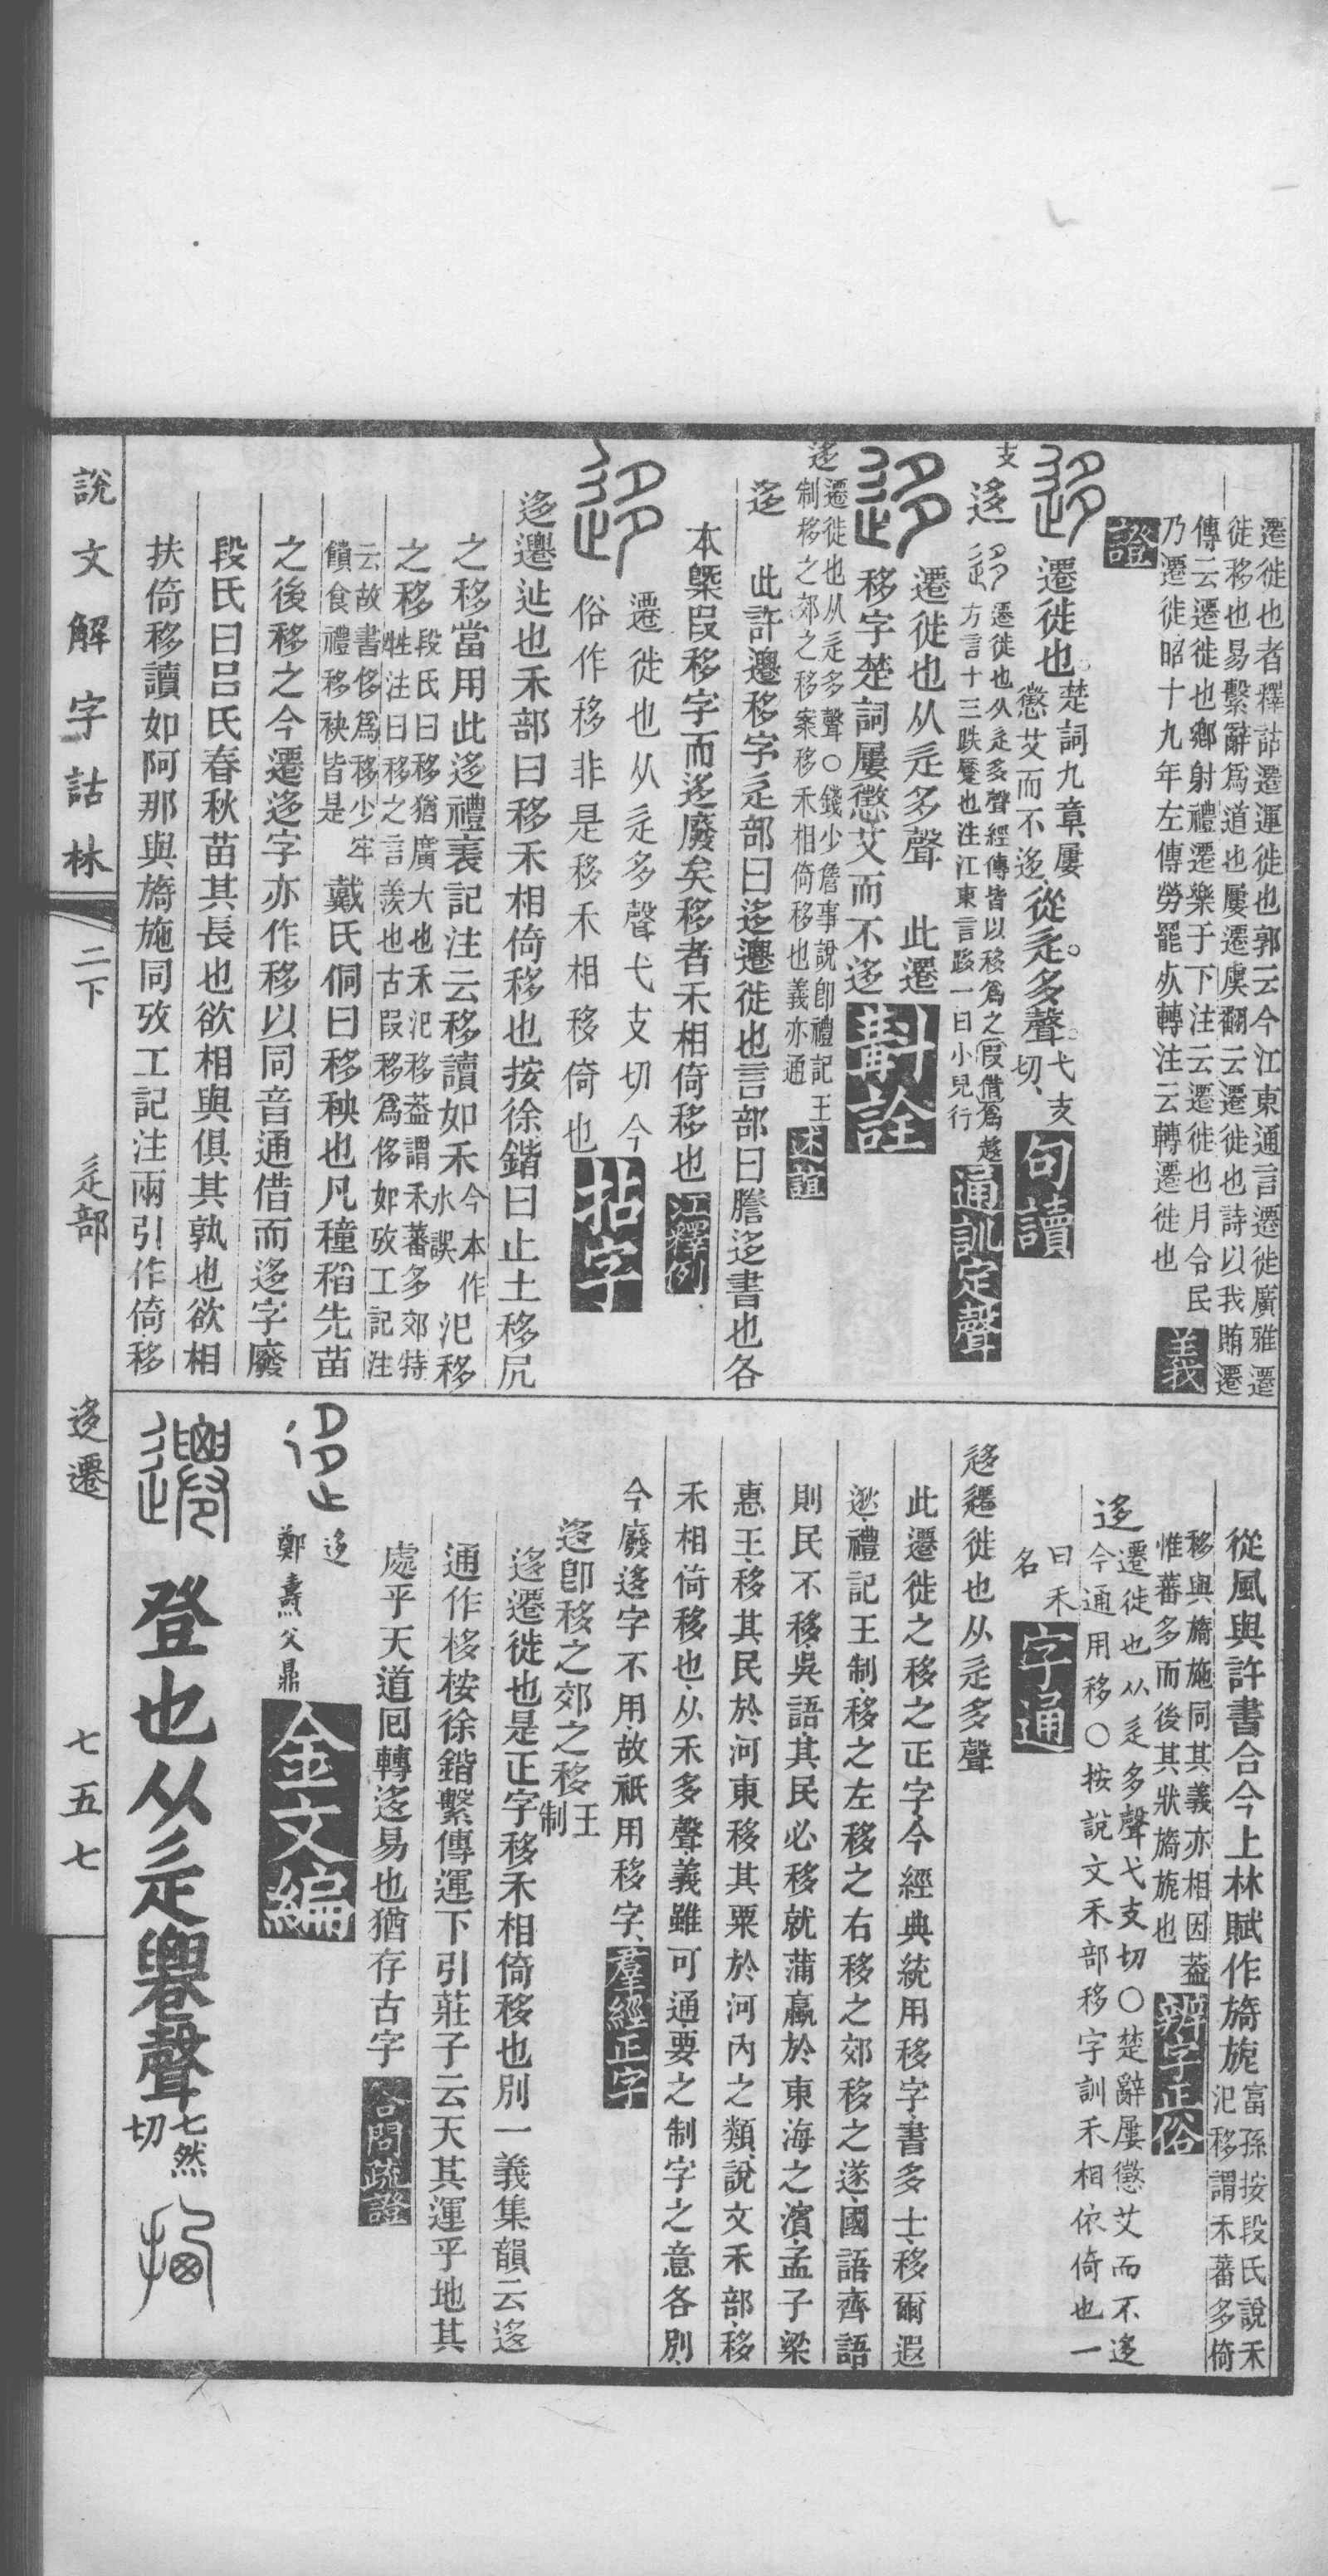 遷徙也者釋詁遷運徙也郭云今江東通言遷徙廣雅遷
徙移也易繫辭爲道也屢遷虞翻云遷徙也詩以我賄遷
傳云遷徙也鄉射禮遷樂于下注云遷徙也月令民
乃遷徙昭十九年左傳勞罷死轉注云轉遷徙也
義
證
迻
遷徙也
楚詞九章屢
懲艾而不迻
從辵多聲
弋支
切
句讀
支
迻
迻
遷徙也从辵多聲經傳皆以移爲之假借爲趍
方言十三跌蹷也注江東言跢一曰小兒行
通訓定聲
迻
遷徙也从辵多聲 此遷
移字楚詞屢懲艾而不迻
斠詮
迻
遷徙也从辵多聲○錢少詹事說卽禮記王
制移之郊之移案移禾相倚移也義亦通
述誼
迻 此許遷移字辵部曰迻遷徙也言部曰謄迻書也各
本槩叚移字而迻廢矣移者禾相倚移也
江釋例
迻
遷徙也从辵多聲弋支切今
俗作移非是移禾相移倚也
拈字
迻遷辿也禾部曰移禾相倚移也按徐鍇曰止土移凥
之移當用此迻禮表記注云移讀如禾
今本作
水誤
汜移
之移
段氏曰移猶廣大也禾汜移葢謂禾蕃多郊特
牲注曰移之言羨也古叚移爲侈如攷工記注
云故書侈爲移少牢
饋食禮移袂皆是
戴氏侗曰移秧也凡穜稻先苗
之後移之今遷迻字亦作移以同音通借而迻字廢
段氏曰呂氏春秋苗其長也欲相與俱其孰也欲相
扶倚移讀如阿那與旖施同攷工記注兩引作倚移
從風與許書合今上林賦作旖旎
富孫按段氏說禾
汜移謂禾蕃多倚
移與旖施同其義亦相因葢
惟蕃多而後其狀旖旎也
辨字正俗
迻
遷徙也从辵多聲弋支切○楚辭屢懲艾而不迻
今通用移○按說文禾部移字訓禾相依倚也一
曰禾
名
字通
迻遷徙也从辵多聲
此遷徙之移之正字今經典統用移字書多士移爾遐
逖禮記王制移之左移之右移之郊移之遂國語齊語
則民不移吳語其民必移就蒲蠃於東海之濱孟子梁
惠王移其民於河東移其粟於河內之類說文禾部移
禾相倚移也从禾多聲義雖可通要之制字之意各別
今廢迻字不用故祇用移字
羣經正字
迻卽移之郊之移
王
制
迻遷徙也是正字移禾相倚移也別一義集韻云迻
通作移桉徐鍇繫傳運下引莊子云天其運乎地其
處乎天道囘轉迻易也猶存古字
答問疏證
迻
鄭𤐫父鼎
金文編
遷
登也从辵䙴聲
七然
切
說文解字詁林 二下 辵部 迻遷 七五七